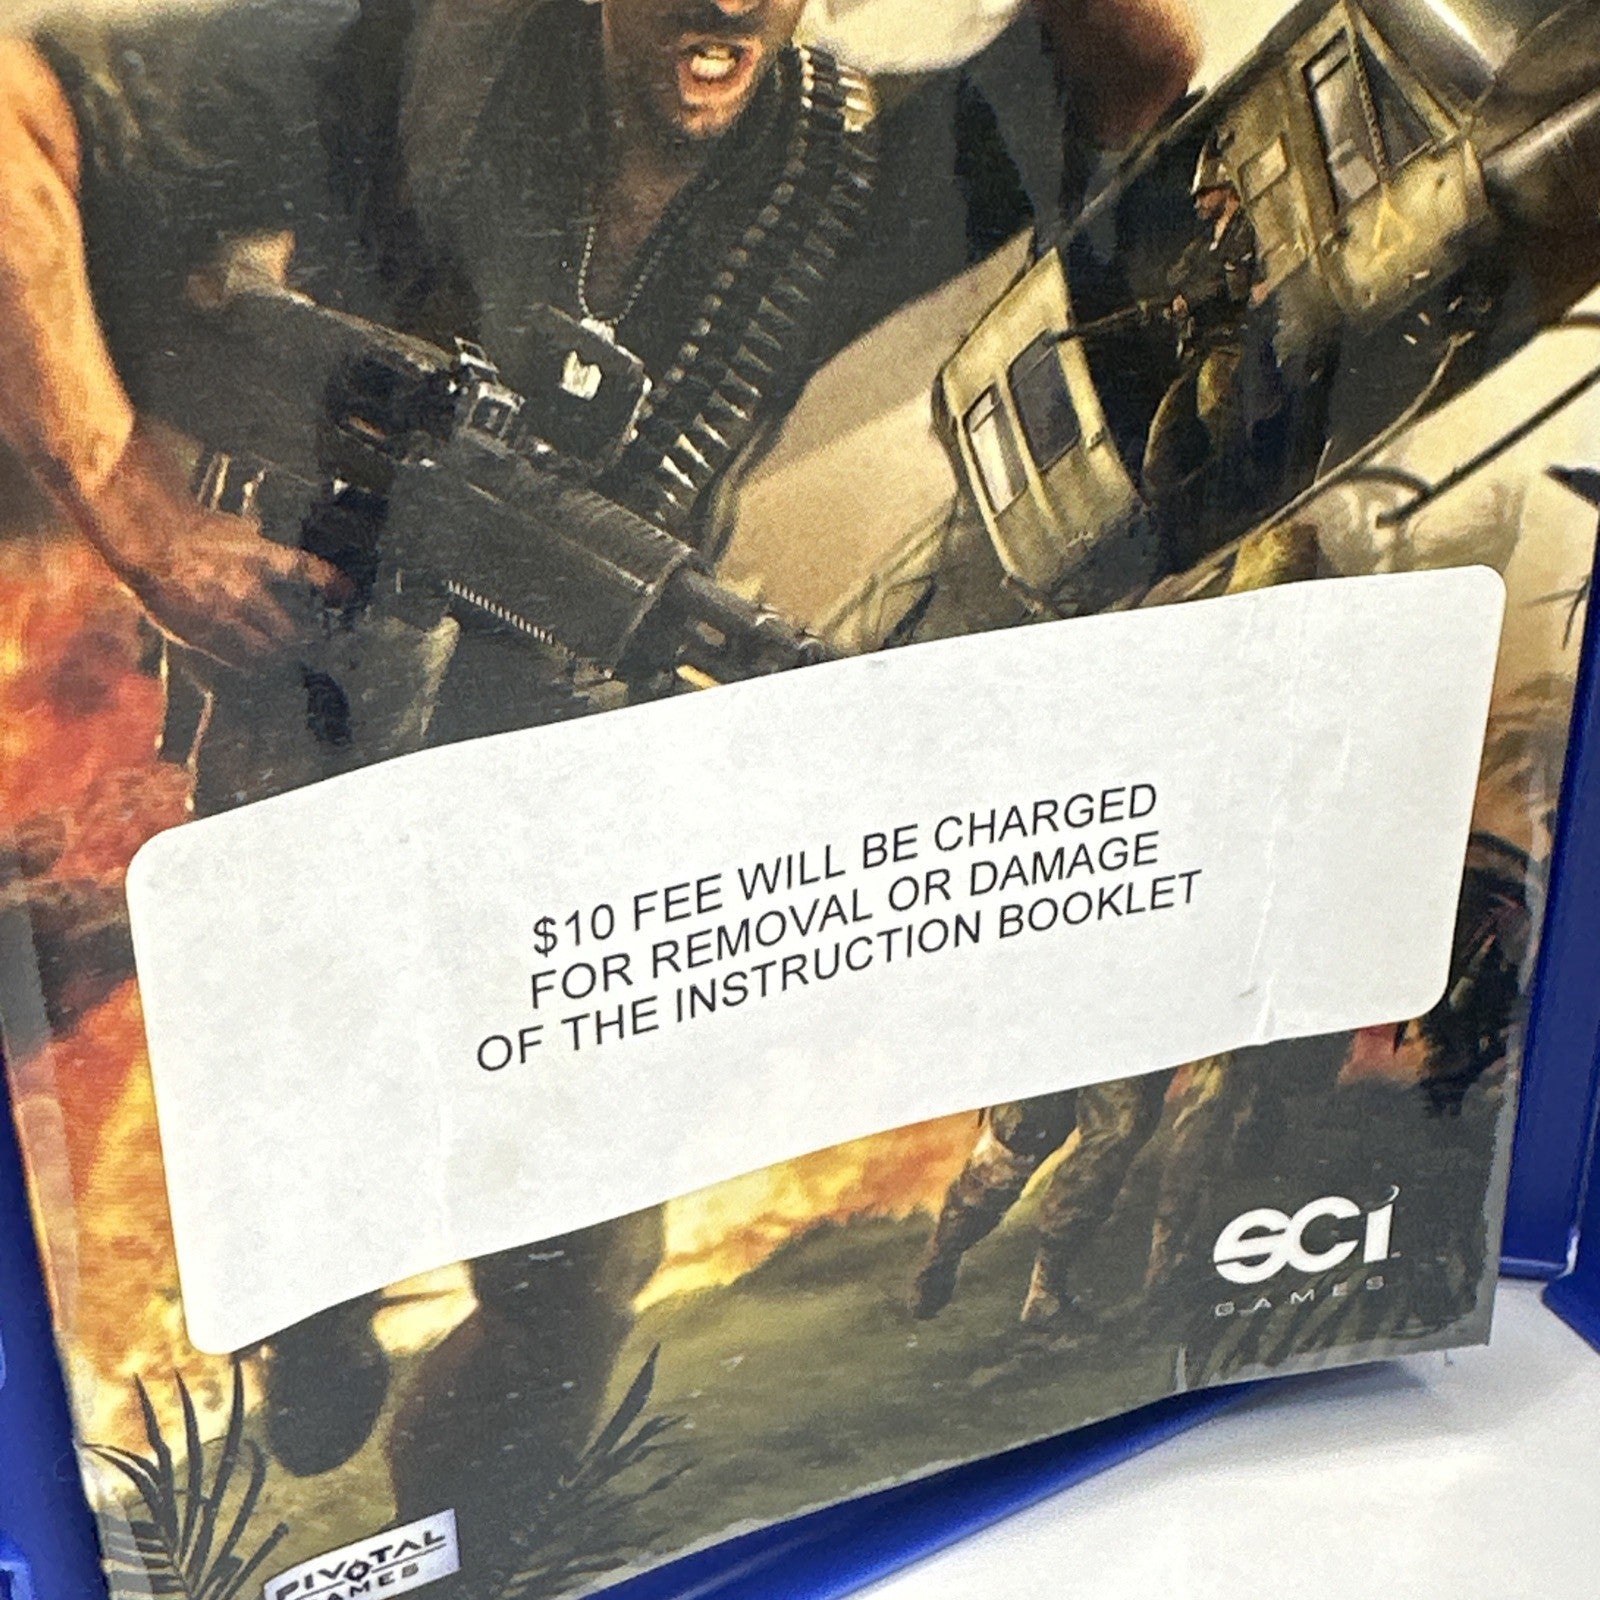 $10 FEE WILL BE CHARGED
FOR REMOVAL OR DAMAGE
OF THE INSTRUCTION BOOKLET
SCi
GAMES
PIVOTAL
GAMES